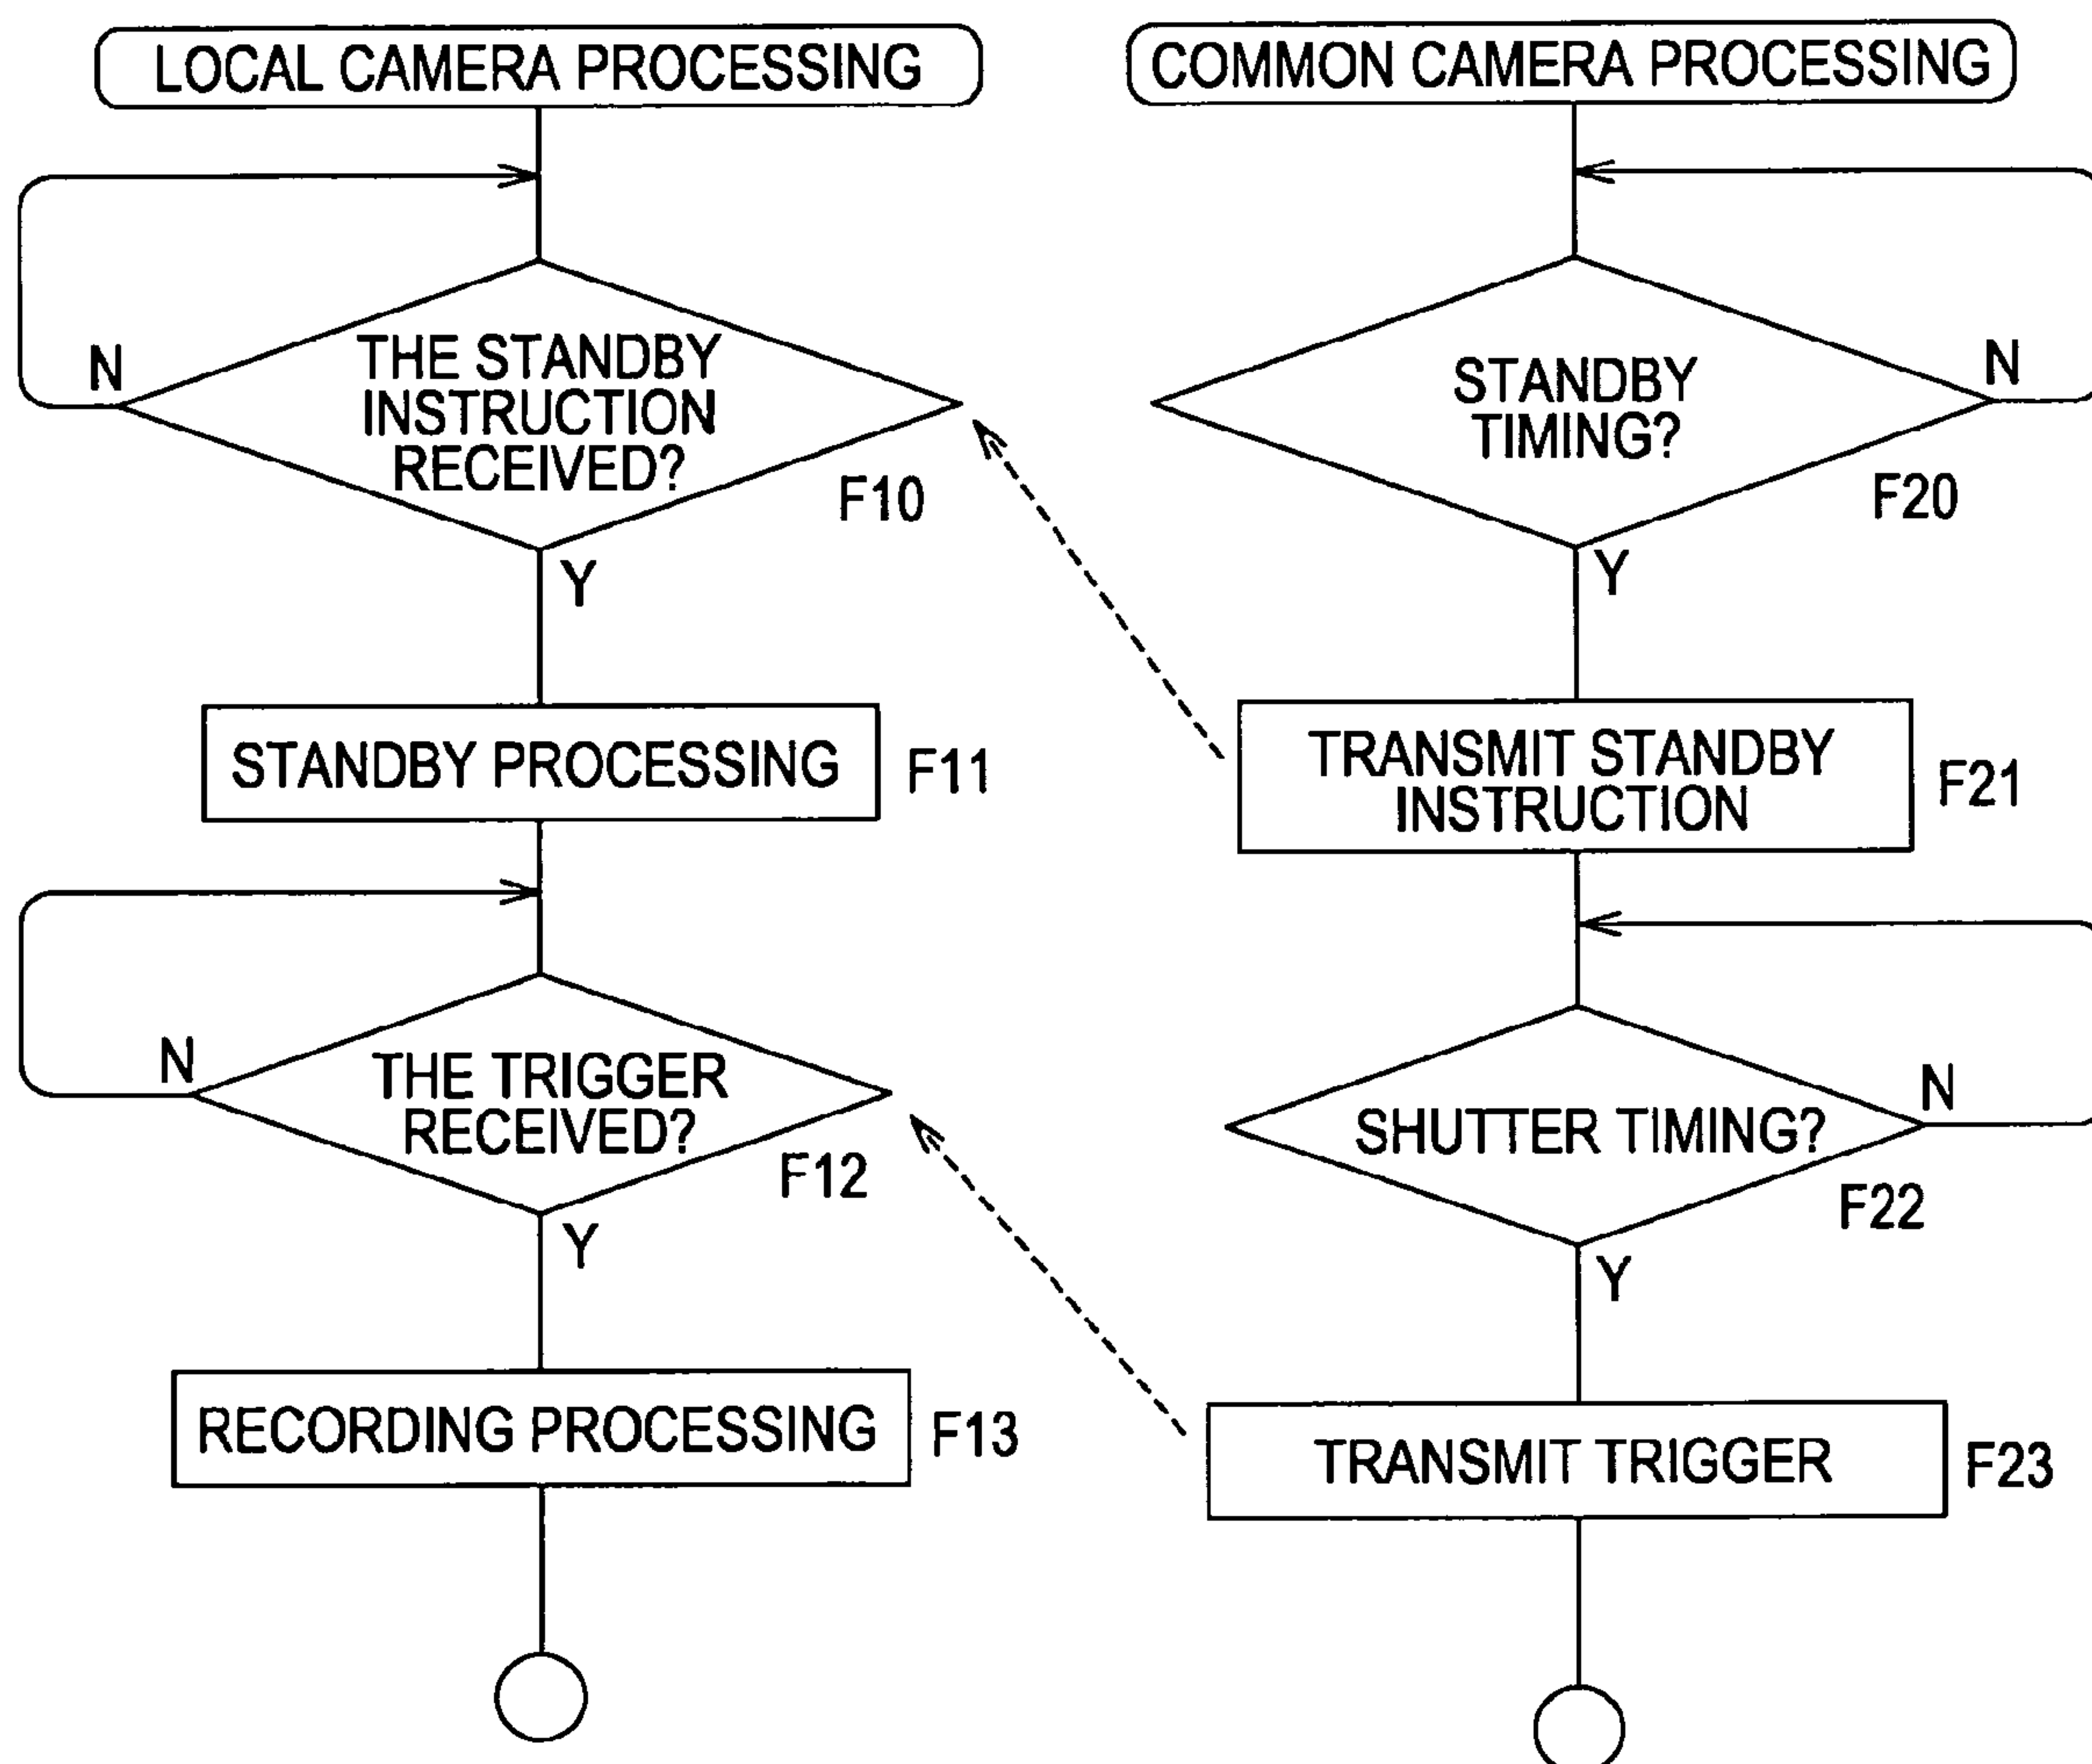 LOCAL CAMERA PROCESSING
N
THE STANDBY
INSTRUCTION
RECEIVED?
F10
Y
STANDBY PROCESSING
F11
N
THE TRIGGER
RECEIVED?
F12
Y
RECORDING PROCESSING
F13
COMMON CAMERA PROCESSING
STANDBY
TIMING?
N
F20
Y
TRANSMIT STANDBY
INSTRUCTION
F21
SHUTTER TIMING?
N
F22
Y
TRANSMIT TRIGGER
F23